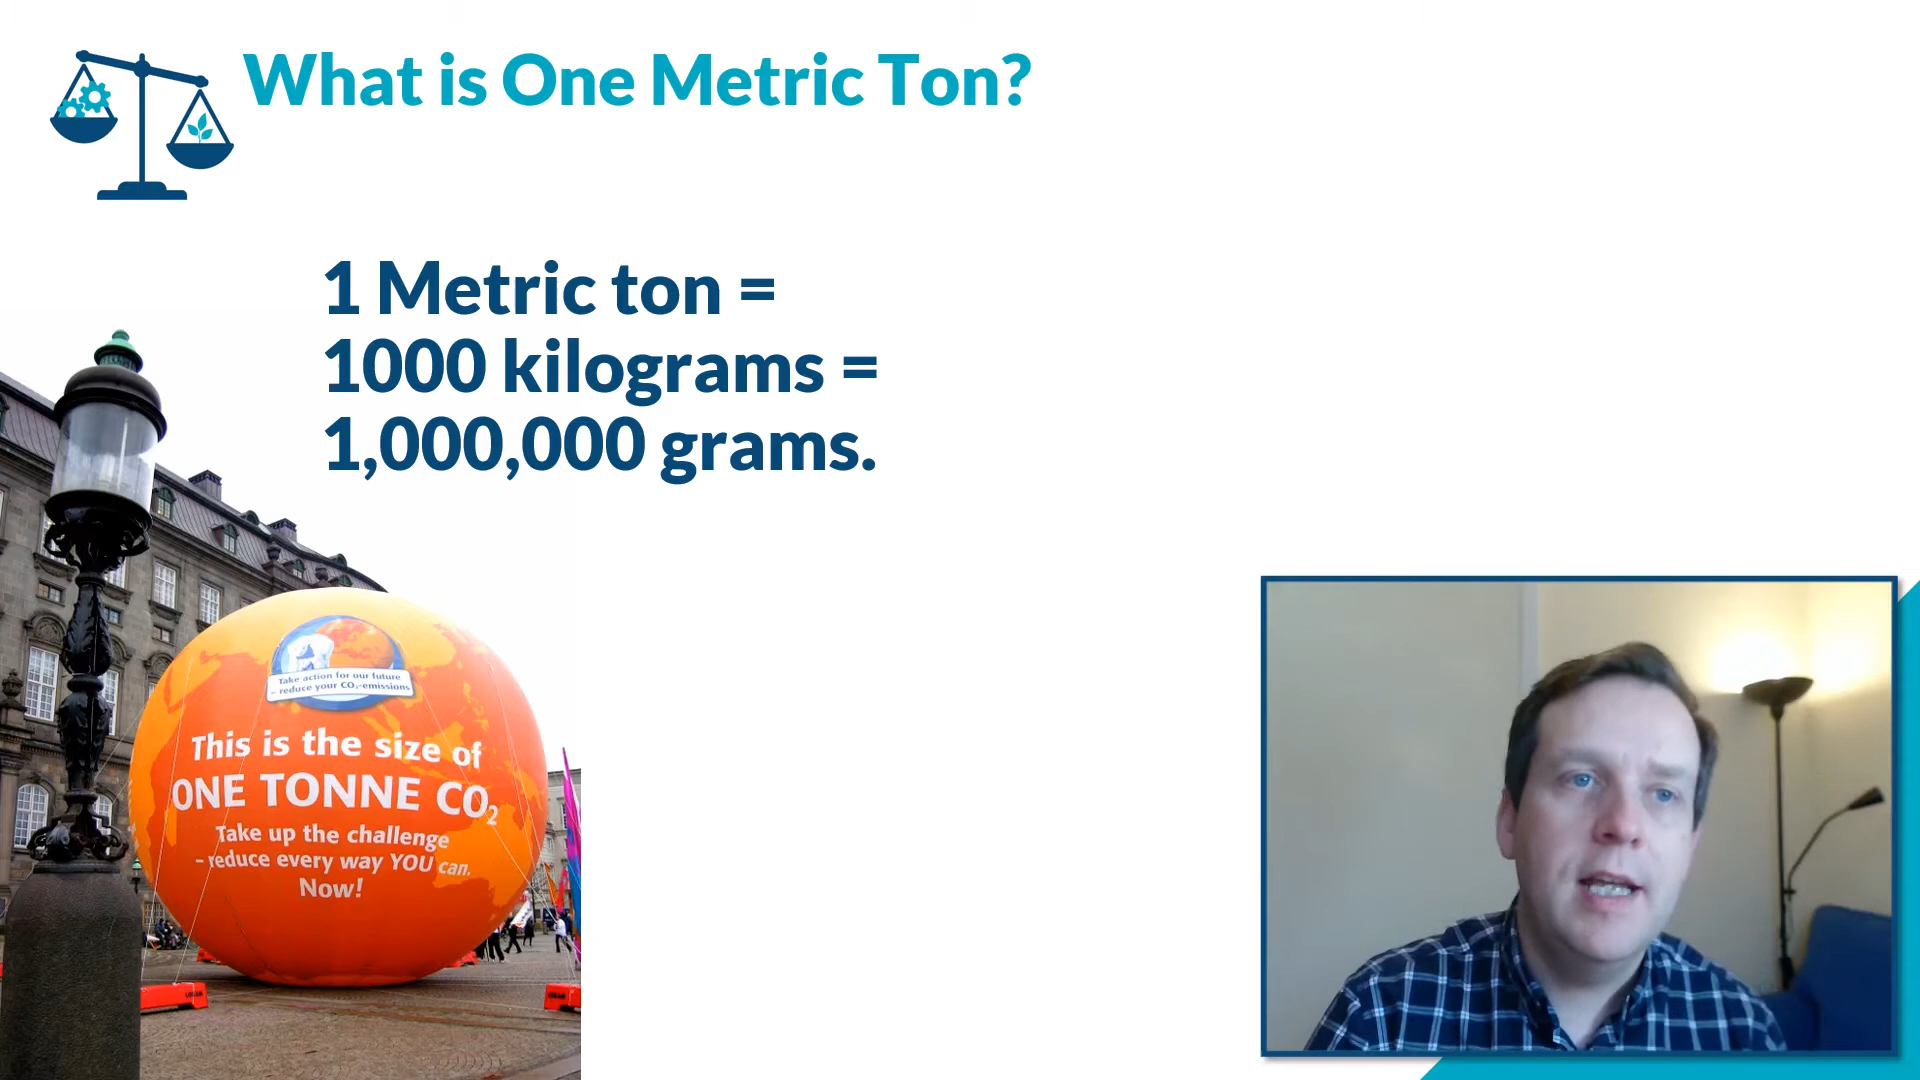 What is One Metric Ton?
1 Metric ton =
1000 kilograms =
1,000,000 grams.
Take action for our future
- reduce your CO₂-emissions
This is the size of
ONE TONNE CO₂
Take up the challenge
– reduce every way YOU can.
Now!